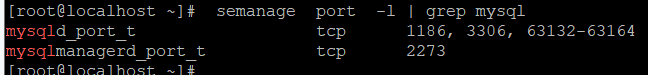 [root@localhost ~]#  semanage  port  -l | grep mysql
mysqld_port_t                  tcp      1186, 3306, 63132-63164
mysqlmanagerd_port_t           tcp      2273
[root@localhost ~]#